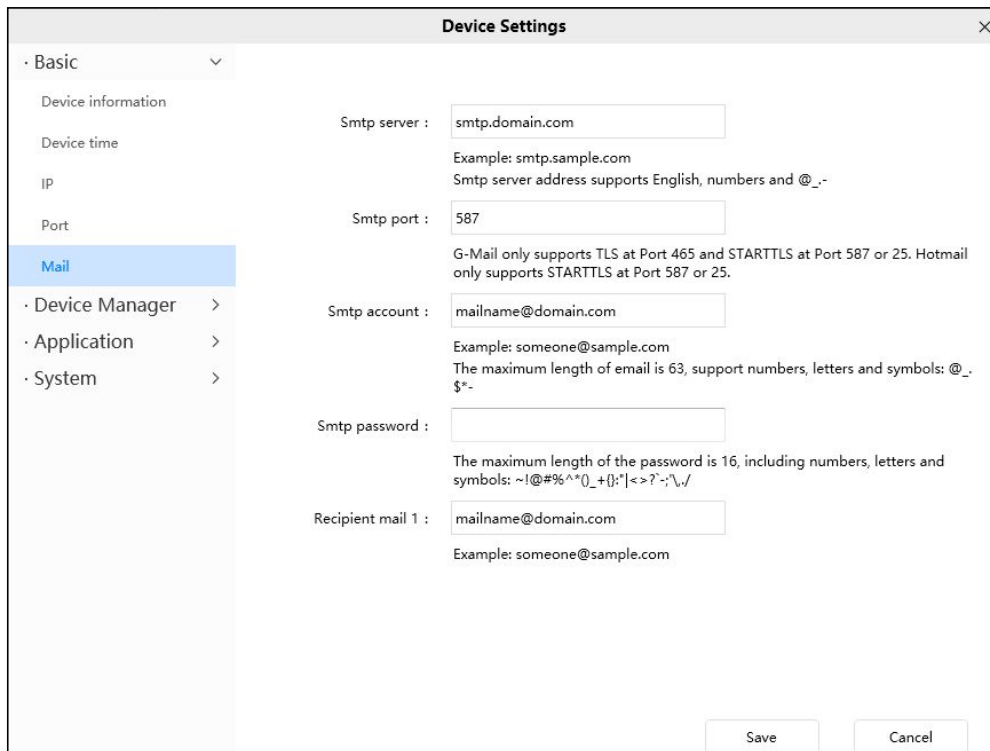 Device Settings
· Basic
Device information
Device time
IP
Port
Mail
· Device Manager
· Application
· System
Smtp server :
smtp.domain.com
Example: smtp.sample.com
Smtp server address supports English, numbers and @_.-
Smtp port :
587
G-Mail only supports TLS at Port 465 and STARTTLS at Port 587 or 25. Hotmail
only supports STARTTLS at Port 587 or 25.
Smtp account :
mailname@domain.com
Example: someone@sample.com
The maximum length of email is 63, support numbers, letters and symbols: @_.
$*-
Smtp password :
The maximum length of the password is 16, including numbers, letters and
symbols: ~!@#%^*()_+{}:"|<>?`-;'\,./
Recipient mail 1 :
mailname@domain.com
Example: someone@sample.com
Save
Cancel